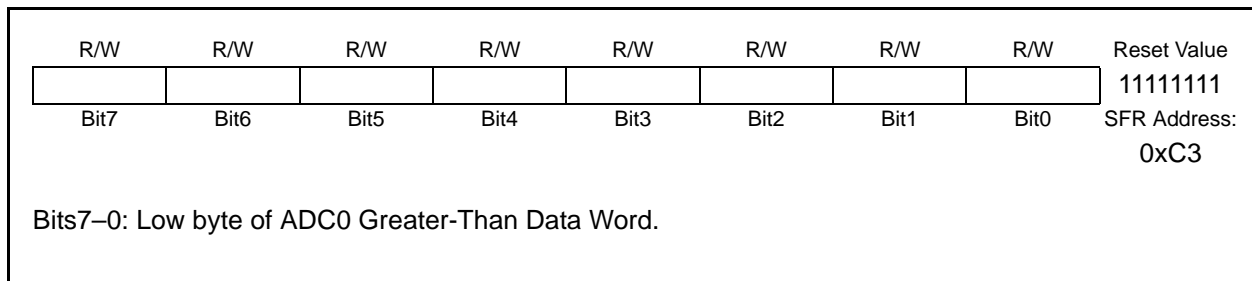 R/W R/W R/W R/W R/W R/W R/W R/W Reset Value
11111111
Bit7 Bit6 Bit5 Bit4 Bit3 Bit2 Bit1 Bit0 SFR Address:
0xC3
Bits7–0: Low byte of ADC0 Greater-Than Data Word.